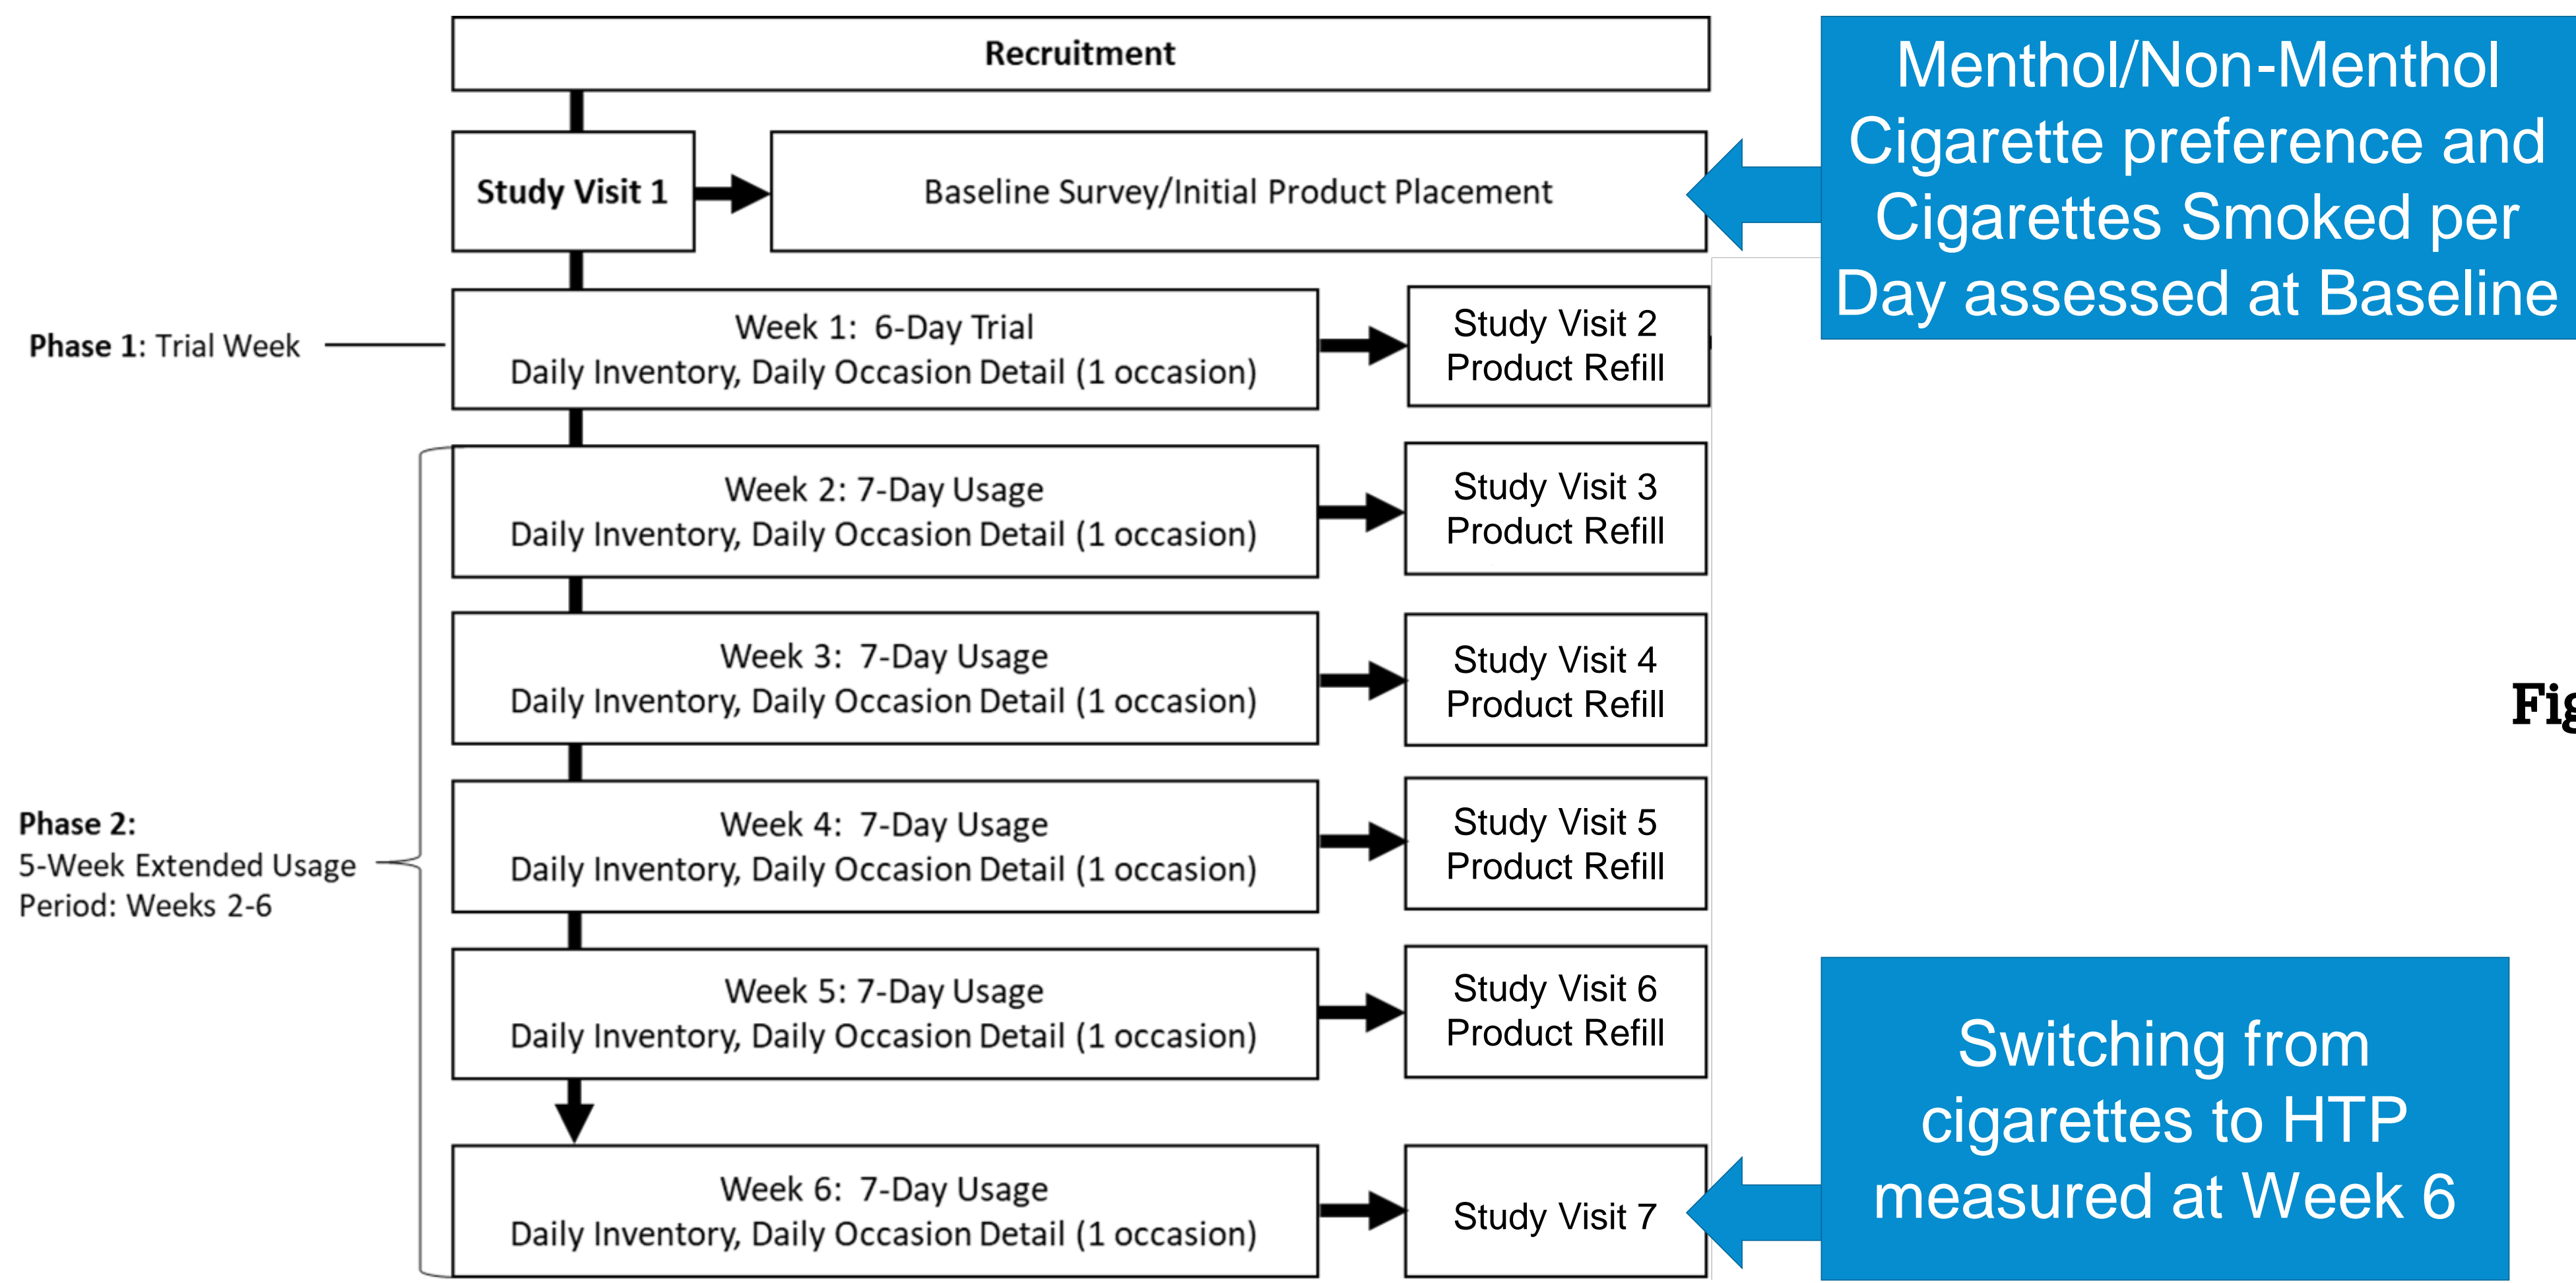 Recruitment
Menthol/Non-Menthol
Cigarette preference and
Cigarettes Smoked per
Day assessed at Baseline
Study Visit 1
Baseline Survey/Initial Product Placement
Phase 1: Trial Week
Week 1: 6-Day Trial
Daily Inventory, Daily Occasion Detail (1 occasion)
Study Visit 2
Product Refill
Week 2: 7-Day Usage
Daily Inventory, Daily Occasion Detail (1 occasion)
Study Visit 3
Product Refill
Week 3: 7-Day Usage
Daily Inventory, Daily Occasion Detail (1 occasion)
Study Visit 4
Product Refill
Phase 2:
5-Week Extended Usage
Period: Weeks 2-6
Week 4: 7-Day Usage
Daily Inventory, Daily Occasion Detail (1 occasion)
Study Visit 5
Product Refill
Week 5: 7-Day Usage
Daily Inventory, Daily Occasion Detail (1 occasion)
Study Visit 6
Product Refill
Week 6: 7-Day Usage
Daily Inventory, Daily Occasion Detail (1 occasion)
Study Visit 7
Switching from
cigarettes to HTP
measured at Week 6